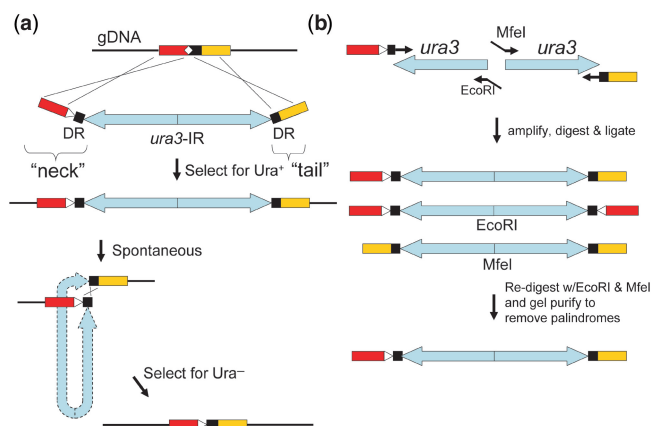 (a)
gDNA
DR
ura3-IR
DR
“neck”
Select for Ura+
“tail”
Spontaneous
Select for Ura–
(b)
MfeI
ura3
ura3
EcoRI
amplify, digest & ligate
EcoRI
MfeI
Re-digest w/EcoRI & MfeI
and gel purify to
remove palindromes